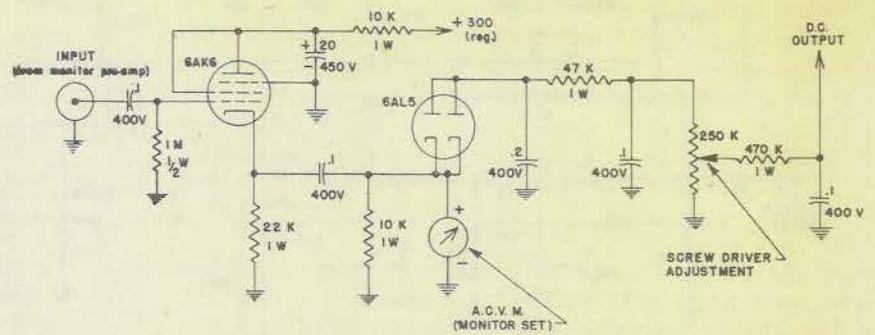 INPUT
(from monitor pre-amp)
.1
400V
1M
1/2 W
6AK6
+ 20
- 450 V
10 K
1 W
+ 300
(reg.)
22 K
1 W
.1
400V
10 K
1 W
6AL5
+
-
A.C.V.M.
(MONITOR SET)
.2
400V
47 K
1 W
.1
400V
250 K
470 K
1 W
SCREW DRIVER
ADJUSTMENT
D.C.
OUTPUT
.1
400 V